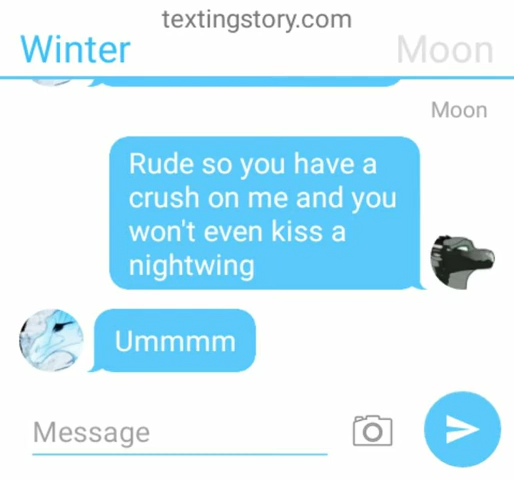 textingstory.com
Winter
Moon
Moon
Rude so you have a
crush on me and you
won't even kiss a
nightwing
Ummmm
Message